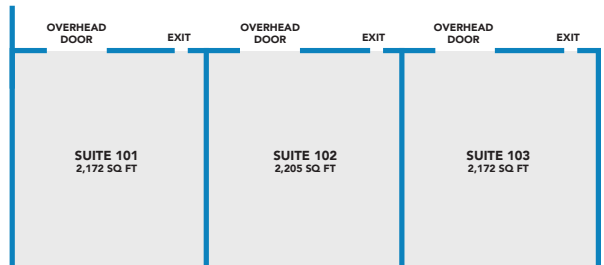 OVERHEAD
DOOR
EXIT
OVERHEAD
DOOR
EXIT
OVERHEAD
DOOR
EXIT
SUITE 101
2,172 SQ FT
SUITE 102
2,205 SQ FT
SUITE 103
2,172 SQ FT